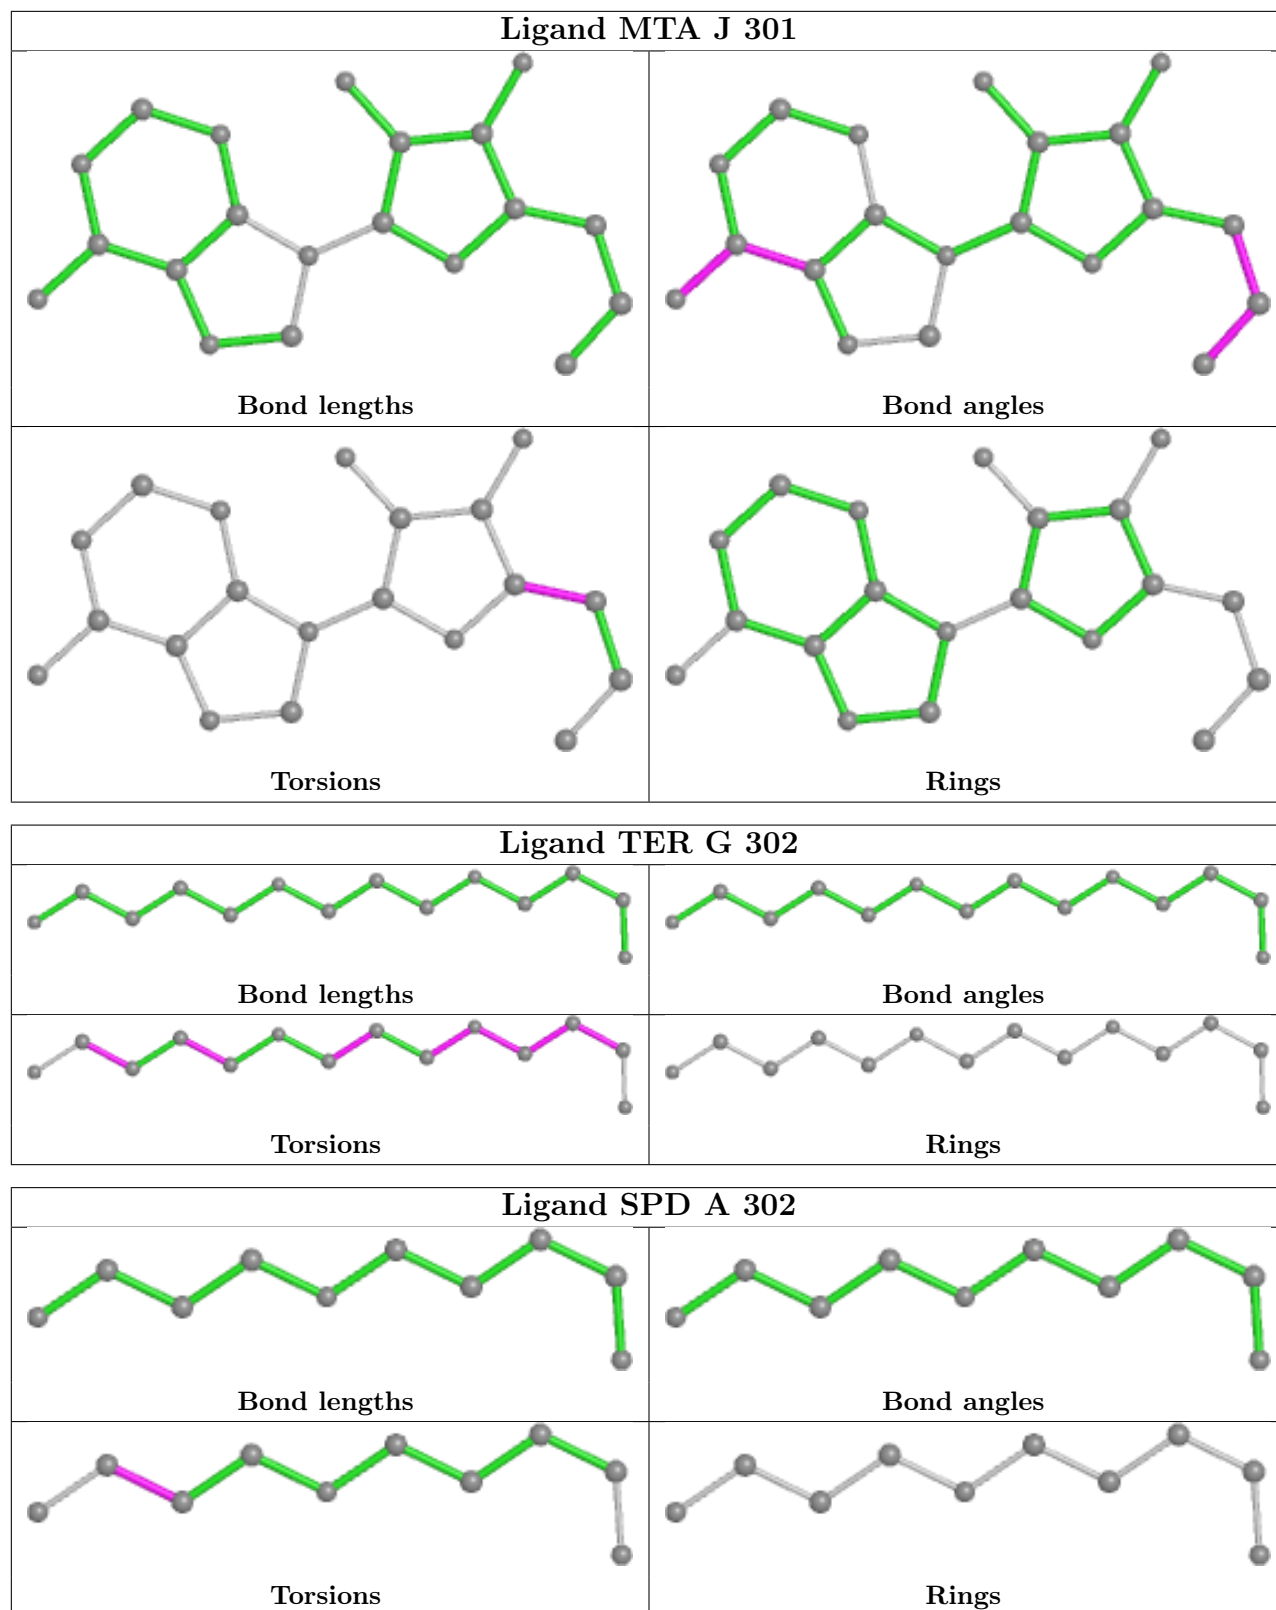 Ligand MTA J 301
Bond lengths
Bond angles
Torsions
Rings
Ligand TER G 302
Bond lengths
Bond angles
Torsions
Rings
Ligand SPD A 302
Bond lengths
Bond angles
Torsions
Rings